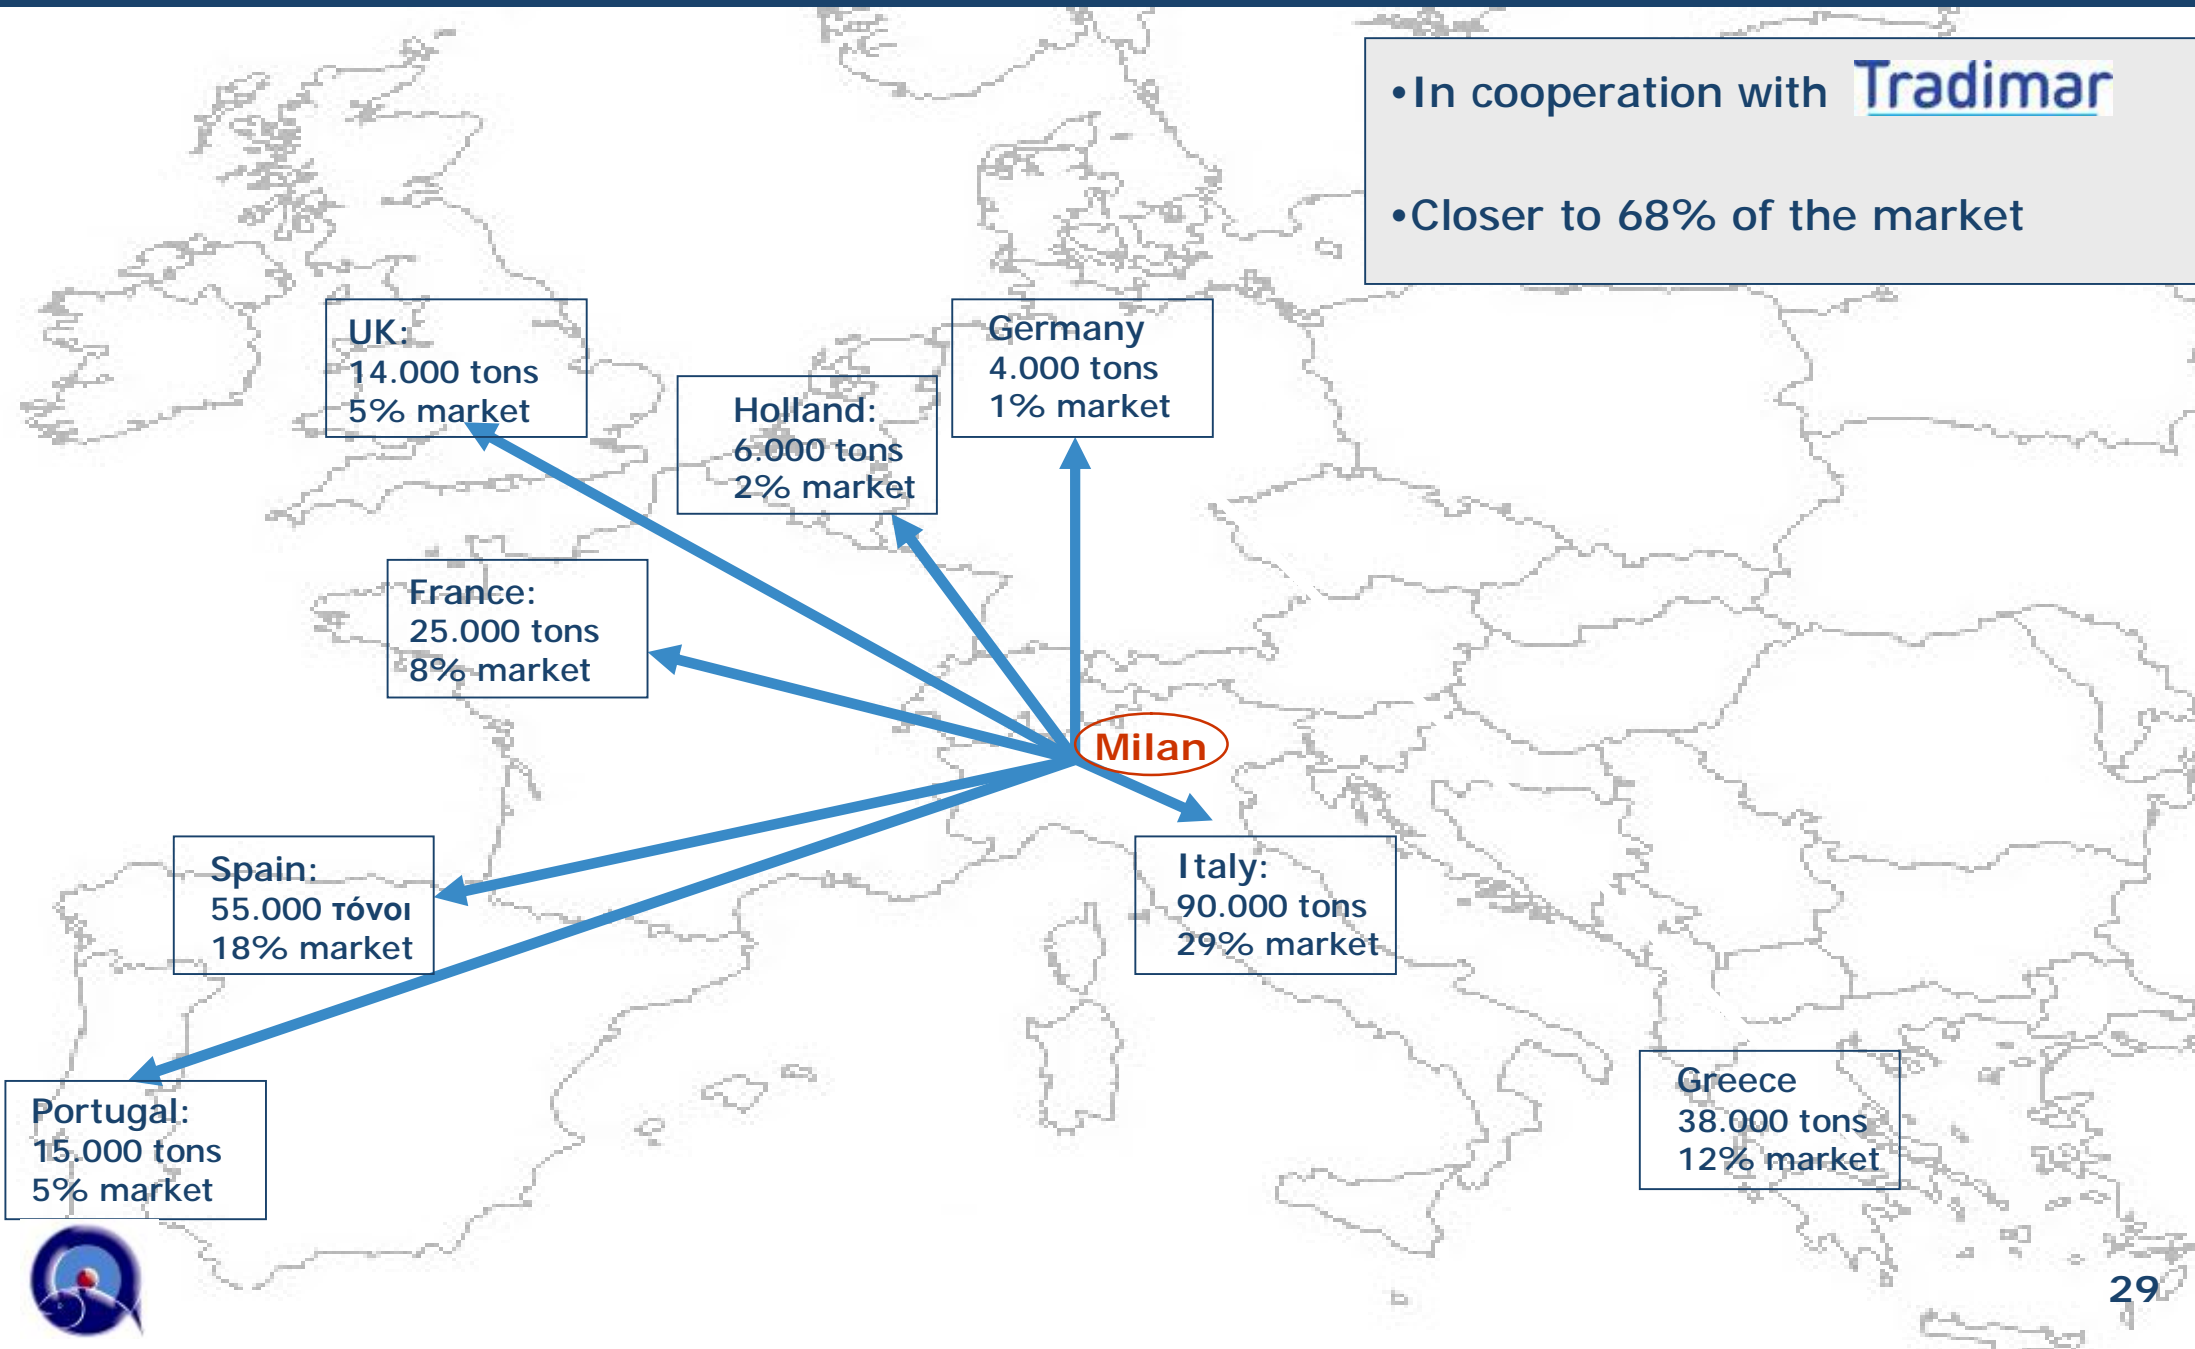 •In cooperation with Tradimar
•Closer to 68% of the market
UK:
14.000 tons
5% market
Germany
4.000 tons
1% market
Holland:
6.000 tons
2% market
France:
25.000 tons
8% market
Milan
Spain:
55.000 τόνοι
18% market
Italy:
90.000 tons
29% market
Portugal:
15.000 tons
5% market
Greece
38.000 tons
12% market
29